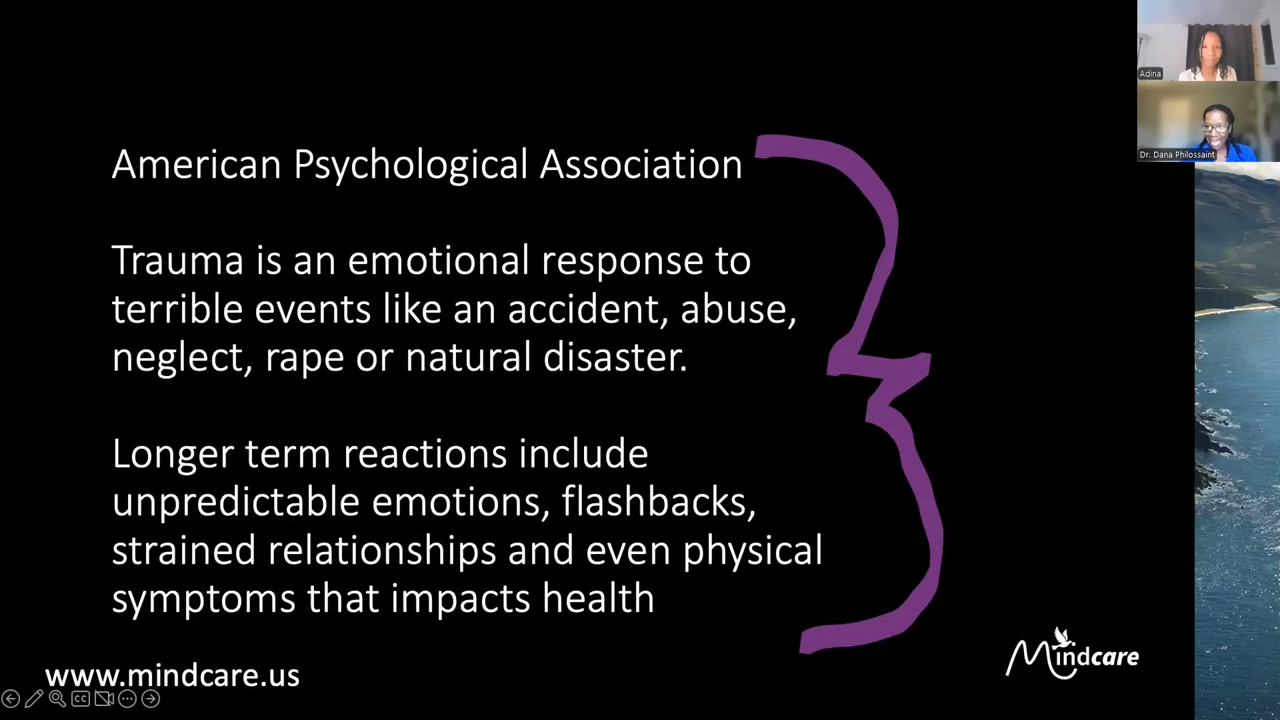 American Psychological Association
Trauma is an emotional response to
terrible events like an accident, abuse,
neglect, rape or natural disaster.
Longer term reactions include
unpredictable emotions, flashbacks,
strained relationships and even physical
symptoms that impacts health
www.mindcare.us
Mindcare
Adina
Dr. Dana Philossaint
CC